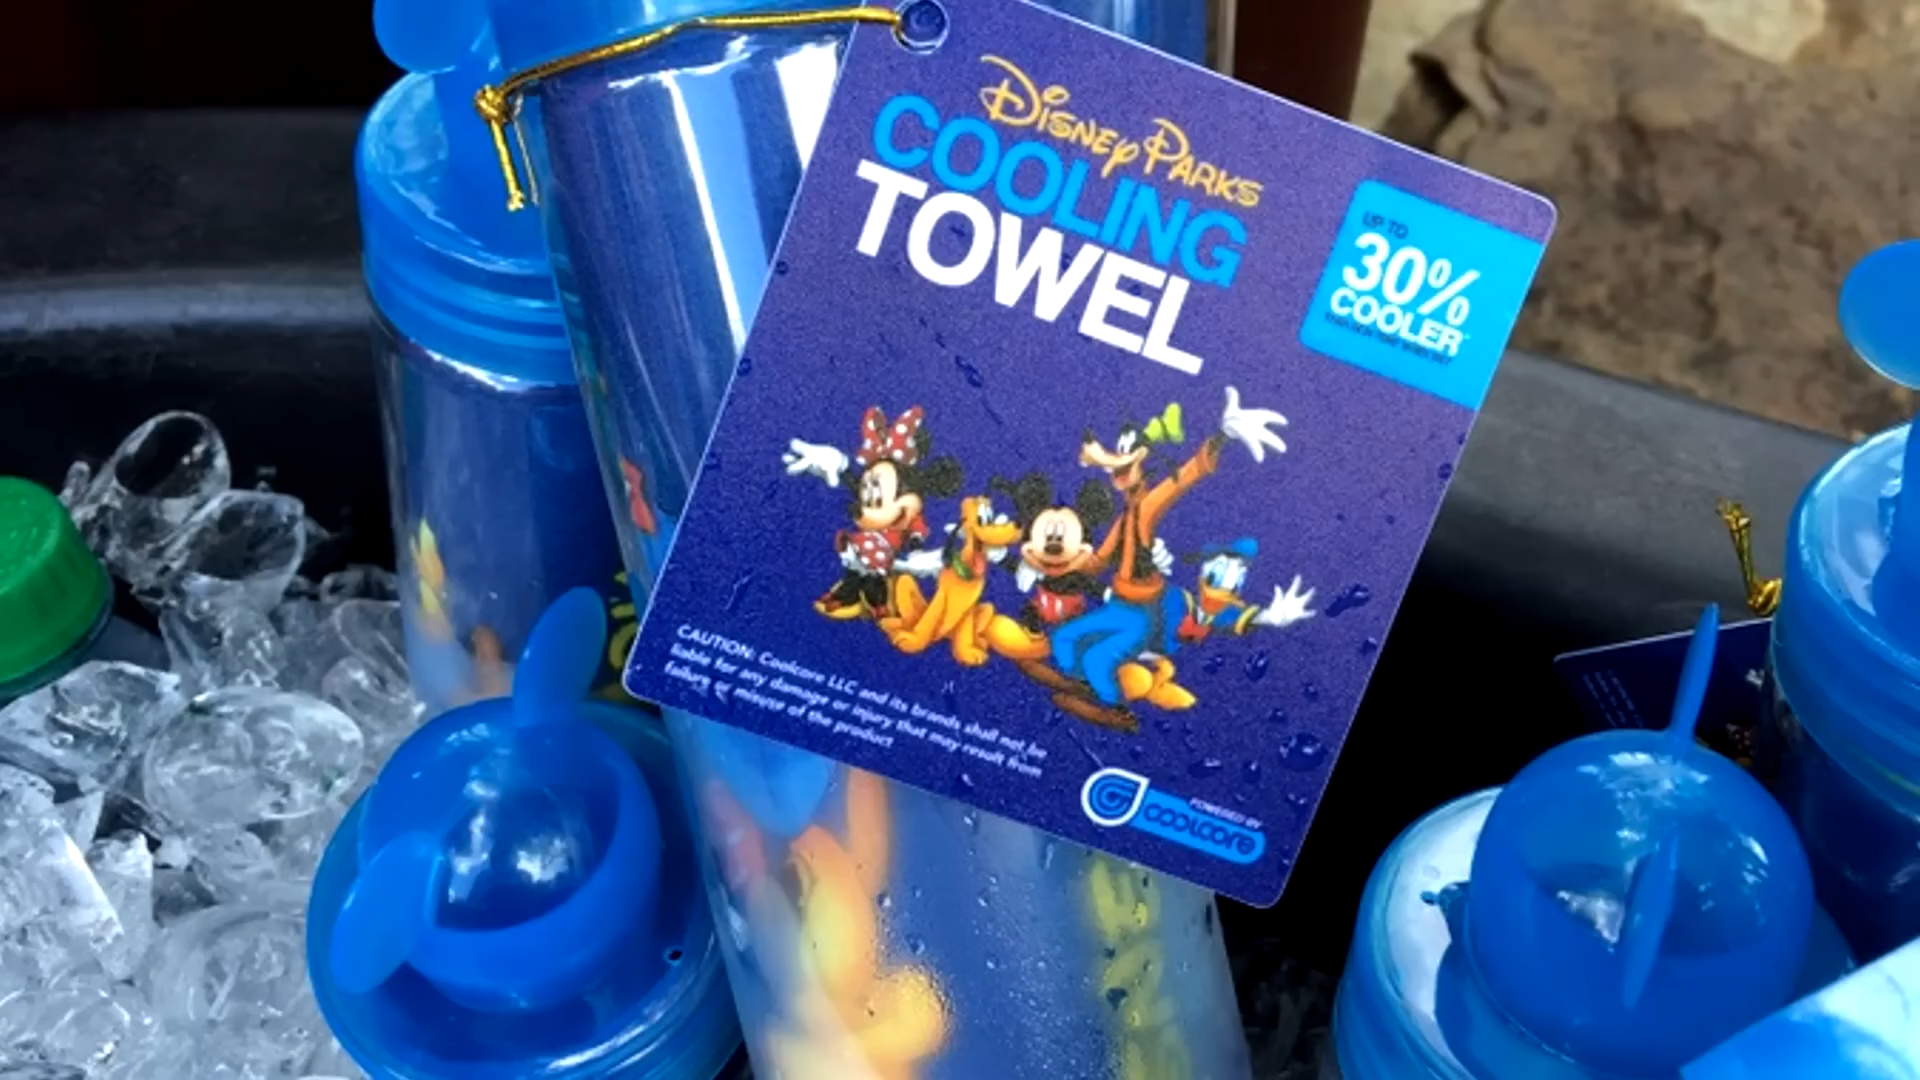 Disney Parks
COOLING
TOWEL
UP TO
30%
COOLER
CAUTION: Coolcore LLC and its brands shall not be
liable for any damage or injury that may result from
failure or misuse of the product
POWERED BY
coolcore